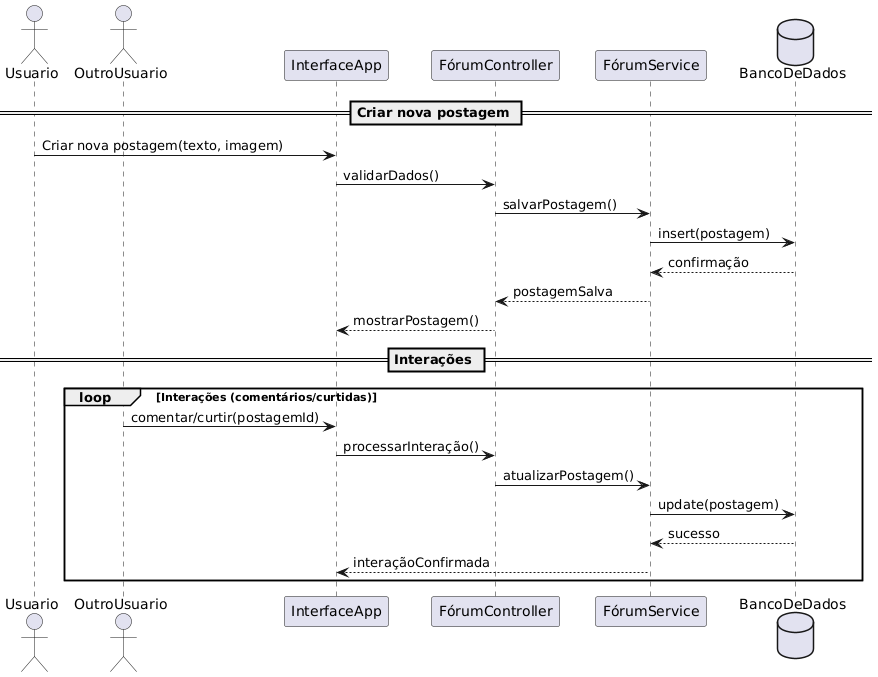 Usuario
OutroUsuario
InterfaceApp
FórumController
FórumService
BancoDeDados
Criar nova postagem
Criar nova postagem(texto, imagem)
validarDados()
salvarPostagem()
insert(postagem)
confirmação
postagemSalva
mostrarPostagem()
Interações
loop [Interações (comentários/curtidas)]
comentar/curtir(postagemId)
processarInteração()
atualizarPostagem()
update(postagem)
sucesso
interaçãoConfirmada
Usuario
OutroUsuario
InterfaceApp
FórumController
FórumService
BancoDeDados